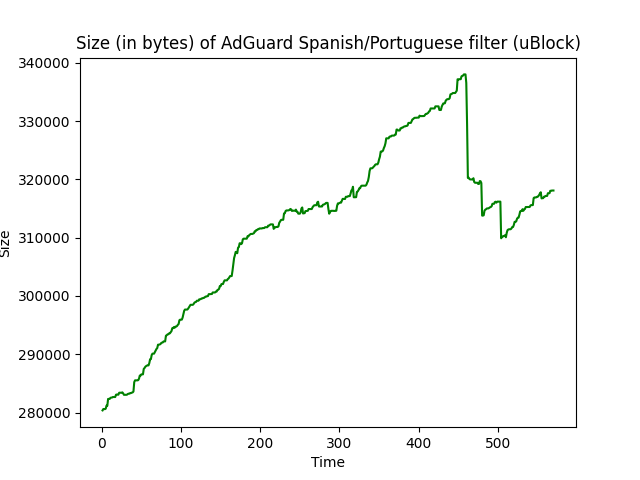 Size (in bytes) of AdGuard Spanish/Portuguese filter (uBlock)
340000
330000
320000
310000
300000
290000
280000
Size
0 100 200 300 400 500
Time